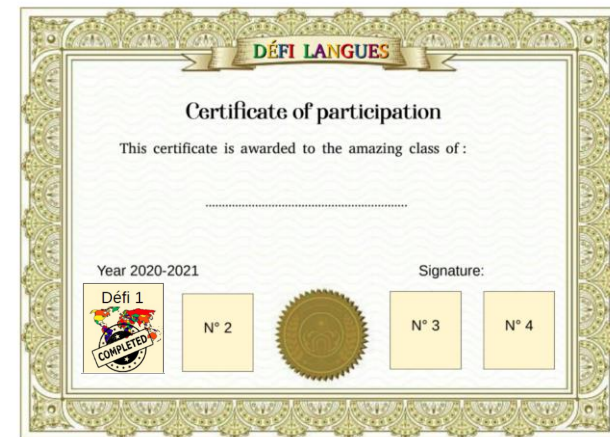 DÉFI LANGUES
Certificate of participation
This certificate is awarded to the amazing class of :
Year 2020-2021
Signature:
Défi 1
COMPLETED
N° 2
N° 3
N° 4